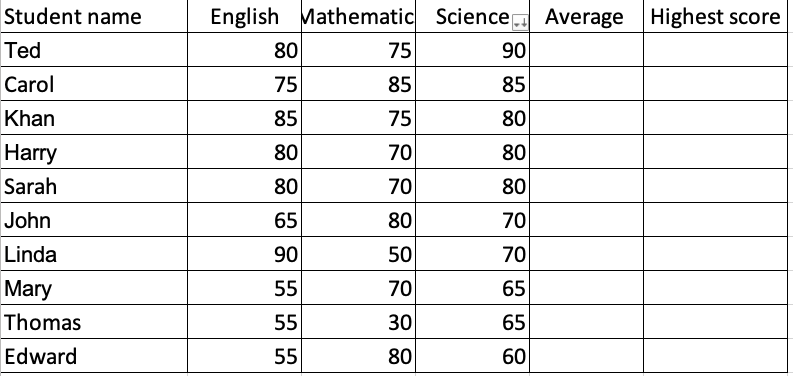 Student name English Mathematic Science Average Highest score
Ted 80 75 90
Carol 75 85 85
Khan 85 75 80
Harry 80 70 80
Sarah 80 70 80
John 65 80 70
Linda 90 50 70
Mary 55 70 65
Thomas 55 30 65
Edward 55 80 60